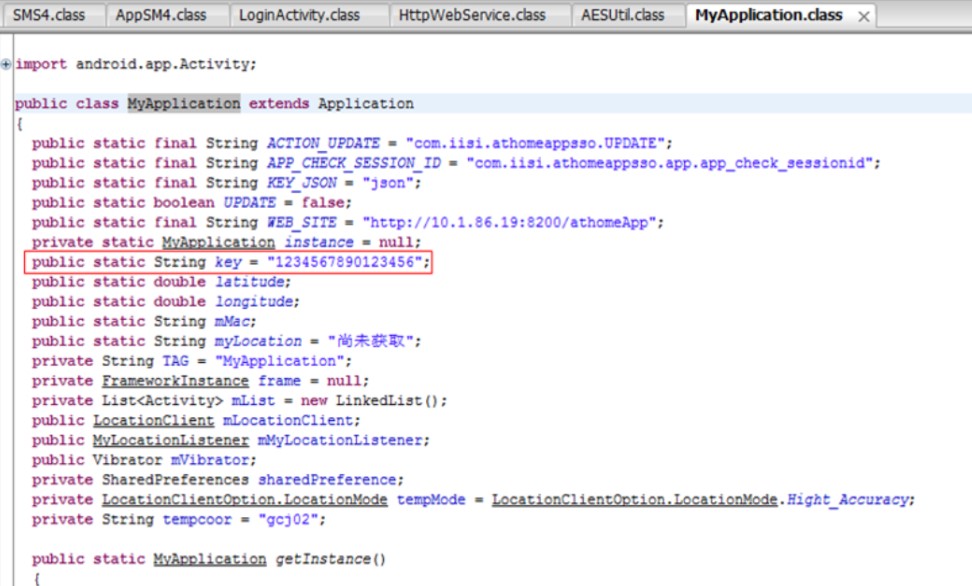 SMS4.class AppSM4.class LoginActivity.class HttpWebService.class AESUtil.class MyApplication.class
import android.app.Activity;
public class MyApplication extends Application
{
public static final String ACTION_UPDATE = "com.iisi.athomeappsso.UPDATE";
public static final String APP_CHECK_SESSION_ID = "com.iisi.athomeappsso.app.app_check_sessionid";
public static final String KEY_JSON = "json";
public static boolean UPDATE = false;
public static final String WEB_SITE = "http://10.1.86.19:8200/athomeApp";
private static MyApplication instance = null;
public static String key = "1234567890123456";
public static double latitude;
public static double longitude;
public static String mMac;
public static String myLocation = "尚未获取";
private String TAG = "MyApplication";
private FrameworkInstance frame = null;
private List<Activity> mList = new LinkedList();
public LocationClient mLocationClient;
public MyLocationListener mMyLocationListener;
public Vibrator mVibrator;
private SharedPreferences sharedPreference;
private LocationClientOption.LocationMode tempMode = LocationClientOption.LocationMode.Hight_Accuracy;
private String tempcoor = "gcj02";
public static MyApplication getInstance()
{